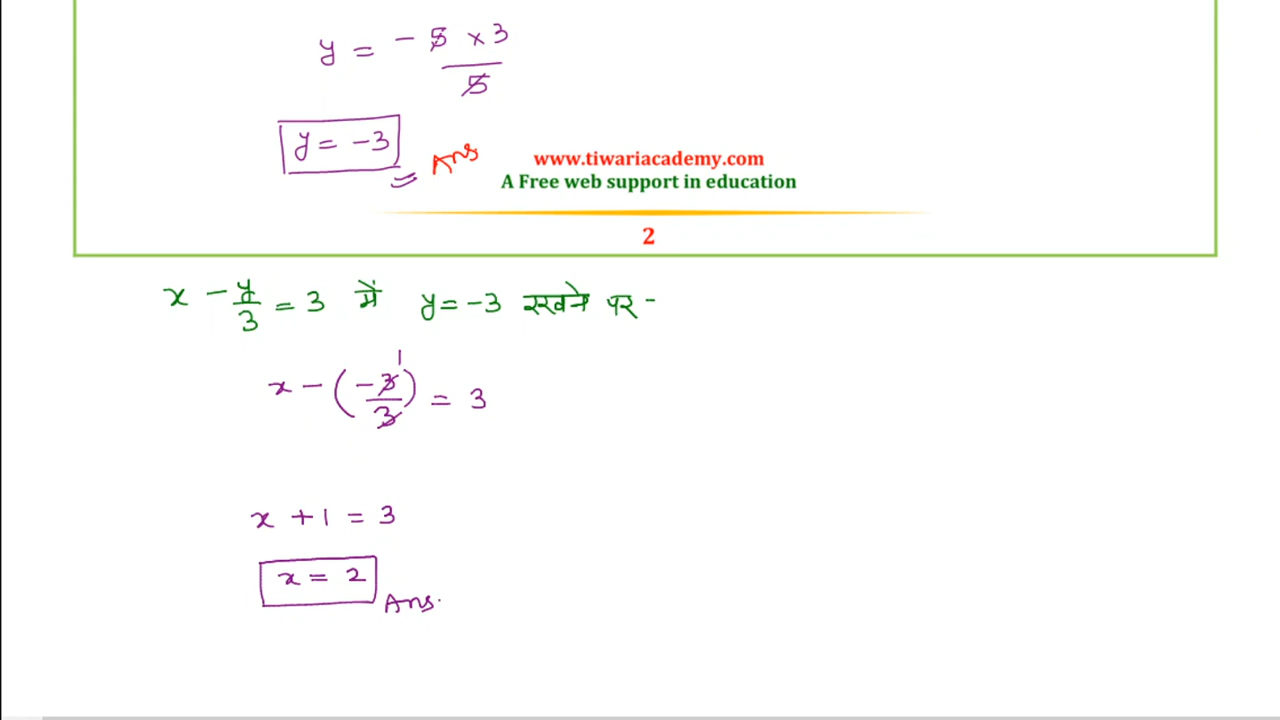 y = - 5 × 3 / 5
y = -3
Ans
www.tiwariacademy.com
A Free web support in education
2
x - y/3 = 3 में y = -3 रखने पर -
x - (-3/3) = 3
1
x + 1 = 3
x = 2
Ans.